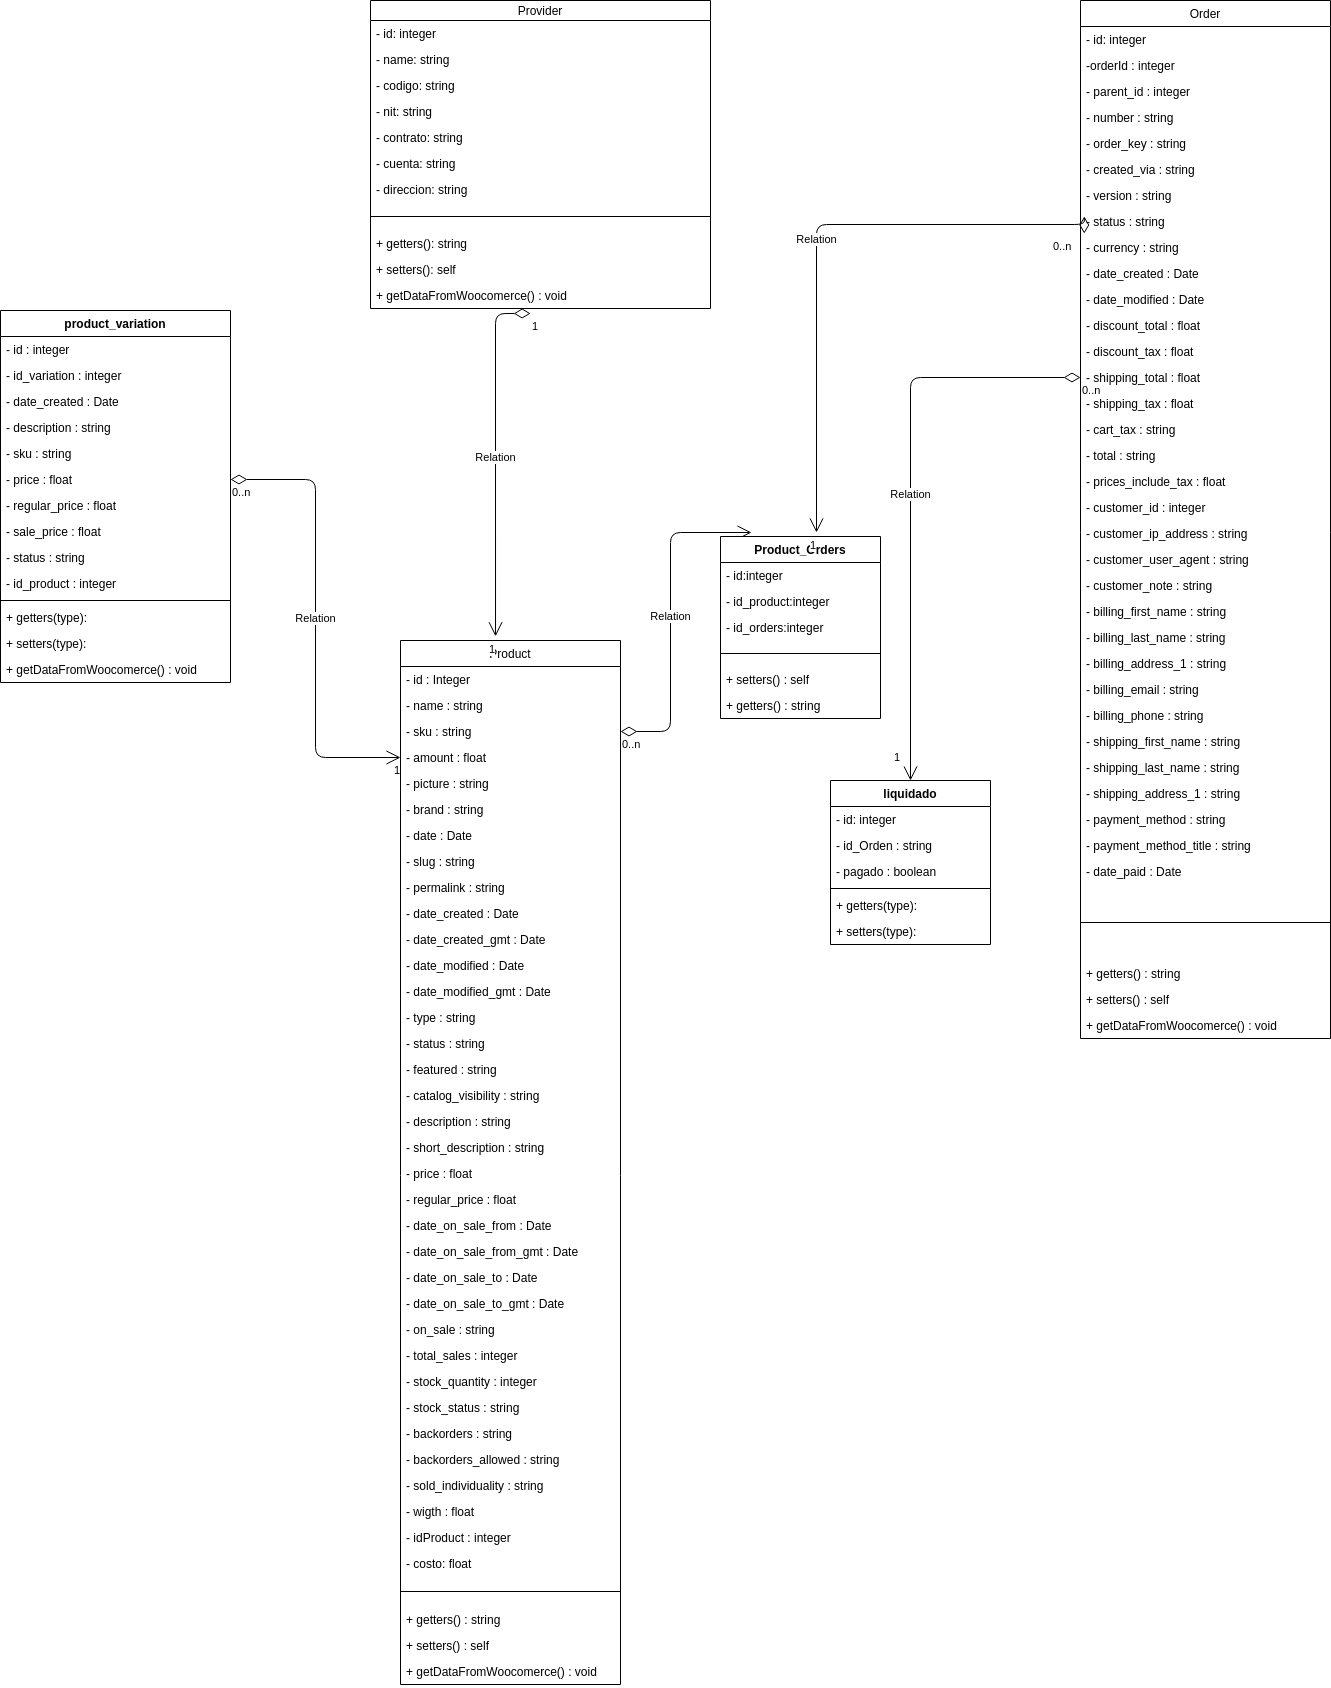 Provider
- id: integer
- name: string
- codigo: string
- nit: string
- contrato: string
- cuenta: string
- direccion: string
+ getters(): string
+ setters(): self
+ getDataFromWoocomerce() : void
1
Relation
1
Order
- id: integer
-orderId : integer
- parent_id : integer
- number : string
- order_key : string
- created_via : string
- version : string
- status : string
- currency : string
- date_created : Date
- date_modified : Date
- discount_total : float
- discount_tax : float
- shipping_total : float
- shipping_tax : float
- cart_tax : string
- total : string
- prices_include_tax : float
- customer_id : integer
- customer_ip_address : string
- customer_user_agent : string
- customer_note : string
- billing_first_name : string
- billing_last_name : string
- billing_address_1 : string
- billing_email : string
- billing_phone : string
- shipping_first_name : string
- shipping_last_name : string
- shipping_address_1 : string
- payment_method : string
- payment_method_title : string
- date_paid : Date
+ getters() : string
+ setters() : self
+ getDataFromWoocomerce() : void
0..n
Relation
1
0..n
Relation
1
product_variation
- id : integer
- id_variation : integer
- date_created : Date
- description : string
- sku : string
- price : float
- regular_price : float
- sale_price : float
- status : string
- id_product : integer
+ getters(type):
+ setters(type):
+ getDataFromWoocomerce() : void
0..n
Relation
1
Product_Orders
- id:integer
- id_product:integer
- id_orders:integer
+ setters() : self
+ getters() : string
Relation
0..n
Product
- id : Integer
- name : string
- sku : string
- amount : float
- picture : string
- brand : string
- date : Date
- slug : string
- permalink : string
- date_created : Date
- date_created_gmt : Date
- date_modified : Date
- date_modified_gmt : Date
- type : string
- status : string
- featured : string
- catalog_visibility : string
- description : string
- short_description : string
- price : float
- regular_price : float
- date_on_sale_from : Date
- date_on_sale_from_gmt : Date
- date_on_sale_to : Date
- date_on_sale_to_gmt : Date
- on_sale : string
- total_sales : integer
- stock_quantity : integer
- stock_status : string
- backorders : string
- backorders_allowed : string
- sold_individuality : string
- wigth : float
- idProduct : integer
- costo: float
+ getters() : string
+ setters() : self
+ getDataFromWoocomerce() : void
liquidado
- id: integer
- id_Orden : string
- pagado : boolean
+ getters(type):
+ setters(type):